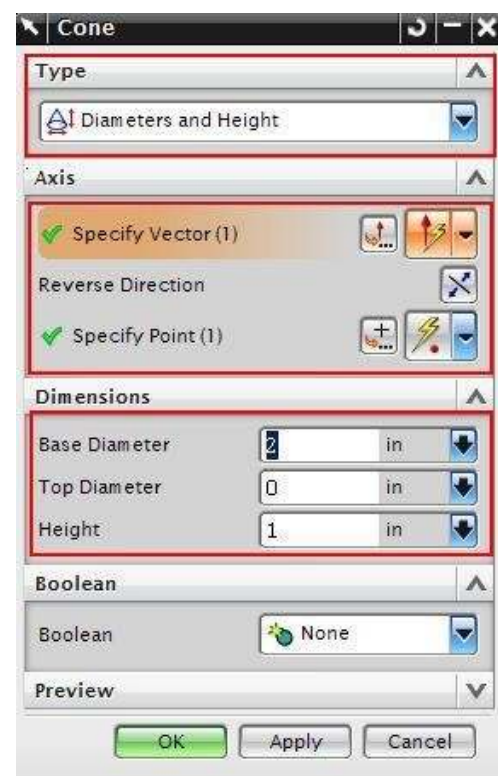 Cone
Type
Diameters and Height
Axis
Specify Vector (1)
Reverse Direction
Specify Point (1)
Dimensions
Base Diameter 2 in
Top Diameter 0 in
Height 1 in
Boolean
Boolean None
Preview
OK Apply Cancel